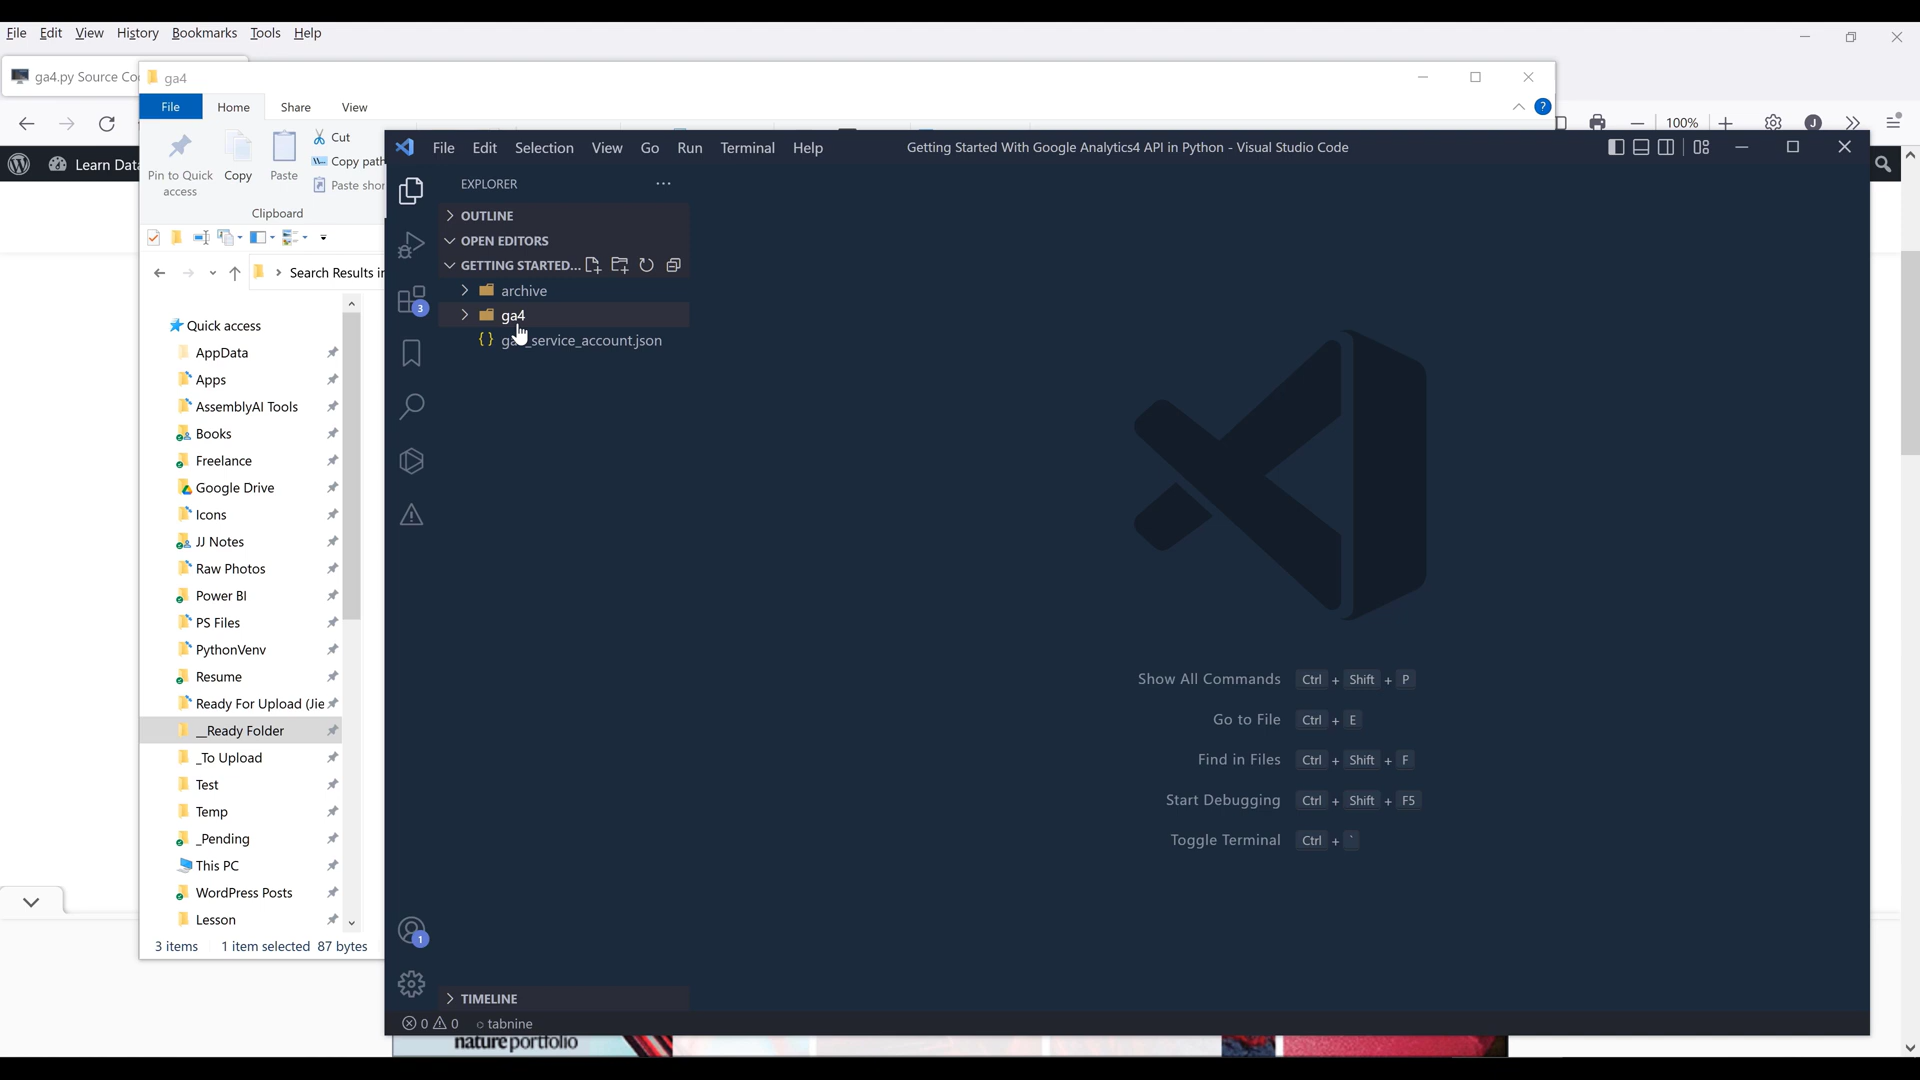 File Edit View History Bookmarks Tools Help
ga4.py Source Co
ga4
File Home Share View
100%
J
Learn Data
Pin to Quick access
Copy
Paste
Cut
Copy path
Paste shor
Clipboard
Search Results in
Quick access
AppData
Apps
AssemblyAI Tools
Books
Freelance
Google Drive
Icons
JJ Notes
Raw Photos
Power BI
PS Files
PythonVenv
Resume
Ready For Upload (Jie
__Ready Folder
_To Upload
Test
Temp
_Pending
This PC
WordPress Posts
Lesson
3 items 1 item selected 87 bytes
File Edit Selection View Go Run Terminal Help
Getting Started With Google Analytics4 API in Python - Visual Studio Code
EXPLORER
OUTLINE
OPEN EDITORS
GETTING STARTED...
archive
3
ga4
_service_account.json
Show All Commands Ctrl + Shift + P
Go to File Ctrl + E
Find in Files Ctrl + Shift + F
Start Debugging Ctrl + Shift + F5
Toggle Terminal Ctrl + `
1
TIMELINE
0 0 tabnine
natureportfolio